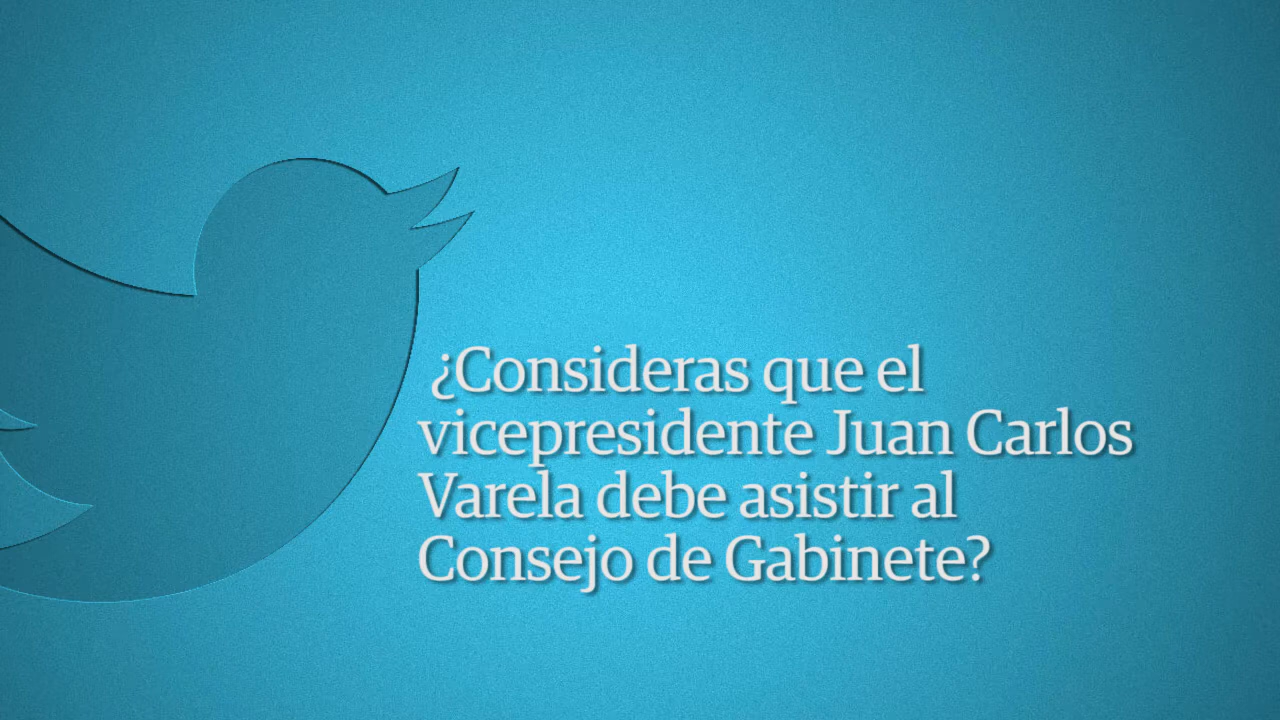 ¿Consideras que el
vicepresidente Juan Carlos
Varela debe asistir al
Consejo de Gabinete?